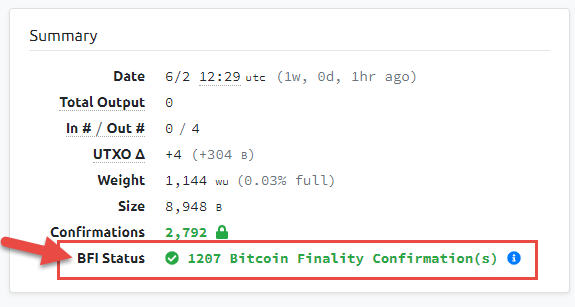 Summary
Date 6/2 12:29 utc (1w, 0d, 1hr ago)
Total Output 0
In # / Out # 0 / 4
UTXO Δ +4 (+304 B)
Weight 1,144 wu (0.03% full)
Size 8,948 B
Confirmations 2,792
BFI Status 1207 Bitcoin Finality Confirmation(s)